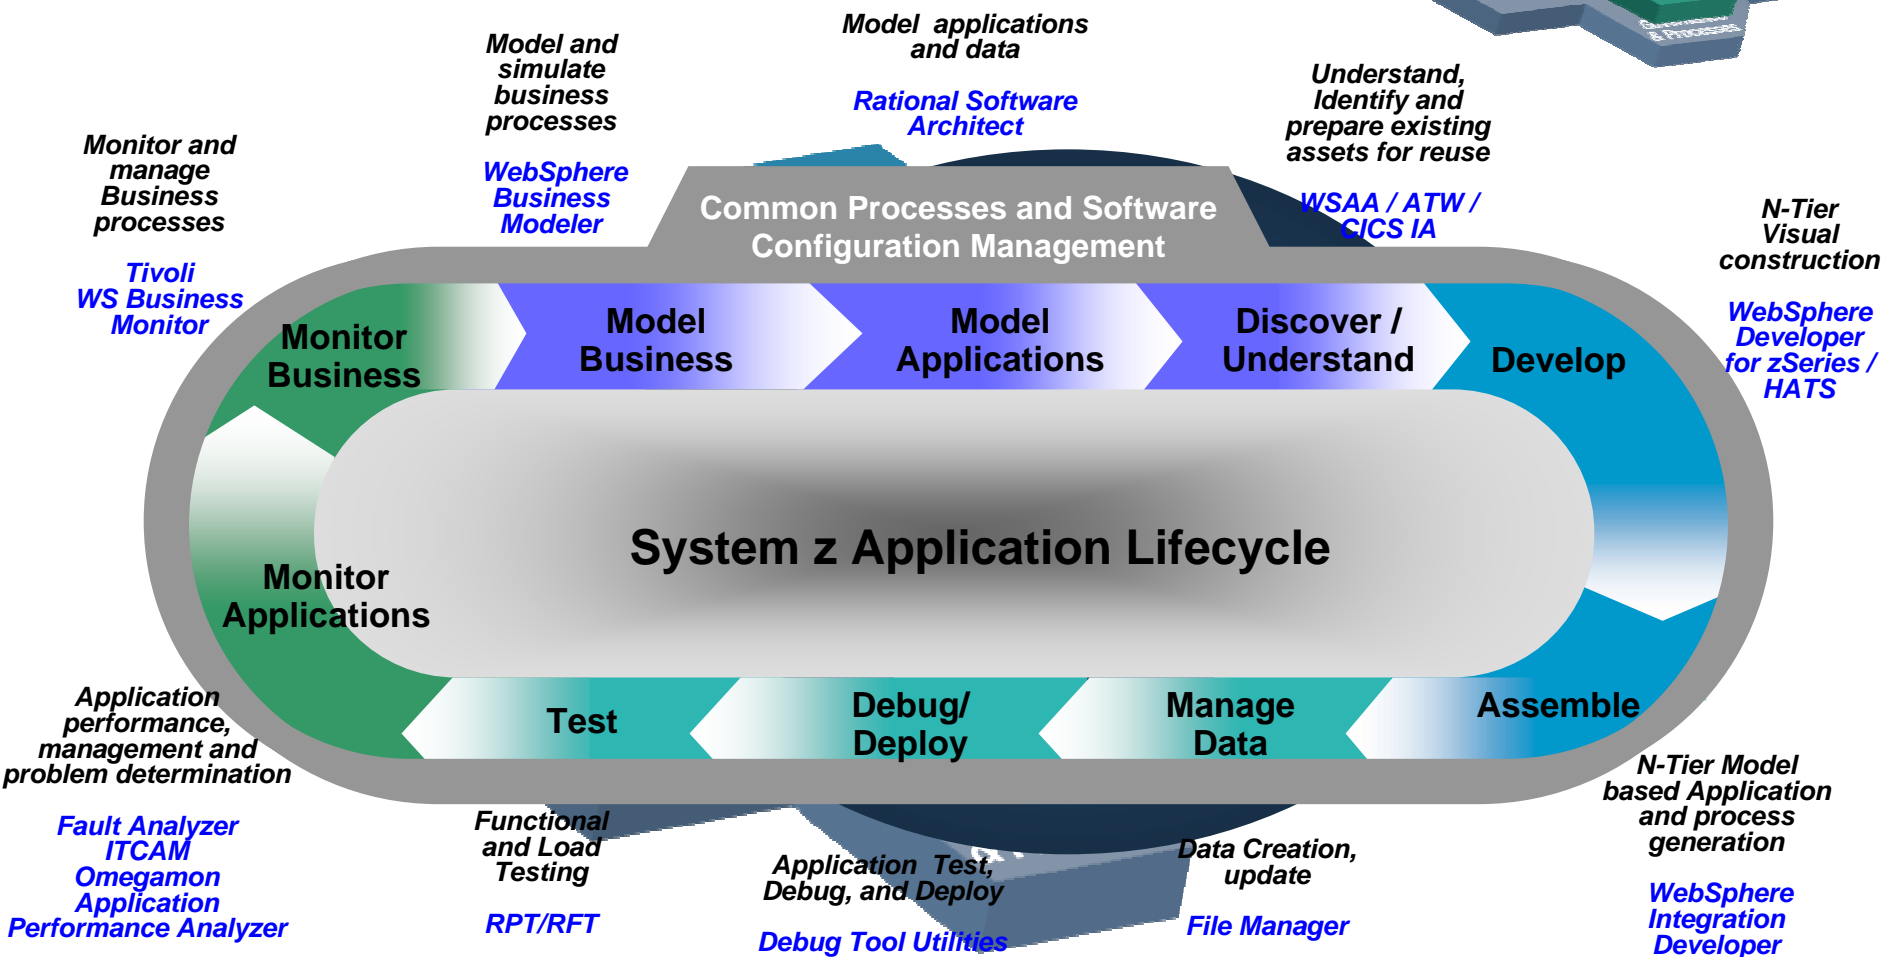 Governance
& Processes
Model applications
and data
Rational Software
Architect
Model and
simulate
business
processes
WebSphere
Business
Modeler
Understand,
Identify and
prepare existing
assets for reuse
WSAA / ATW /
CICS IA
Monitor and
manage
Business
processes
Tivoli
WS Business
Monitor
N-Tier
Visual
construction
WebSphere
Developer
for zSeries /
HATS
Common Processes and Software
Configuration Management
Monitor
Business
Model
Business
Model
Applications
Discover /
Understand
Develop
System z Application Lifecycle
Monitor
Applications
Test
Debug/
Deploy
Manage
Data
Assemble
Application
performance,
management and
problem determination
Fault Analyzer
ITCAM
Omegamon
Application
Performance Analyzer
Functional
and Load
Testing
RPT/RFT
Application  Test,
Debug, and Deploy
Debug Tool Utilities
Data Creation,
update
File Manager
N-Tier Model
based Application
and process
generation
WebSphere
Integration
Developer